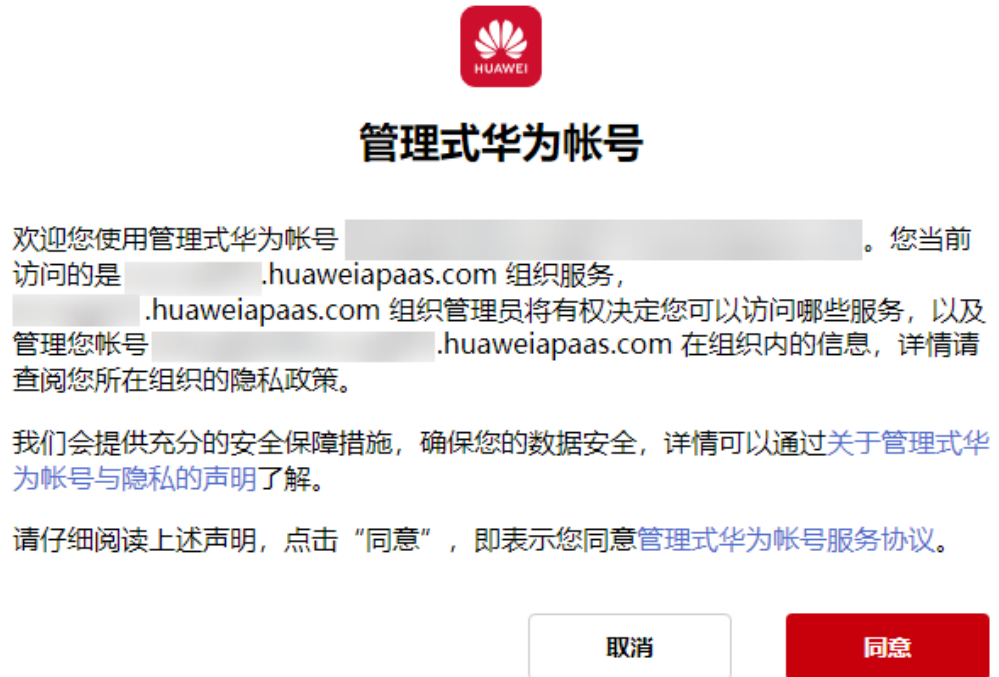 HUAWEI
管理式华为帐号
欢迎您使用管理式华为帐号 。您当前
访问的是 .huaweiapaas.com 组织服务，
.huaweiapaas.com 组织管理员将有权决定您可以访问哪些服务，以及
管理您帐号 .huaweiapaas.com 在组织内的信息，详情请
查阅您所在组织的隐私政策。
我们会提供充分的安全保障措施，确保您的数据安全，详情可以通过关于管理式华
为帐号与隐私的声明了解。
请仔细阅读上述声明，点击“同意”，即表示您同意管理式华为帐号服务协议。
取消
同意